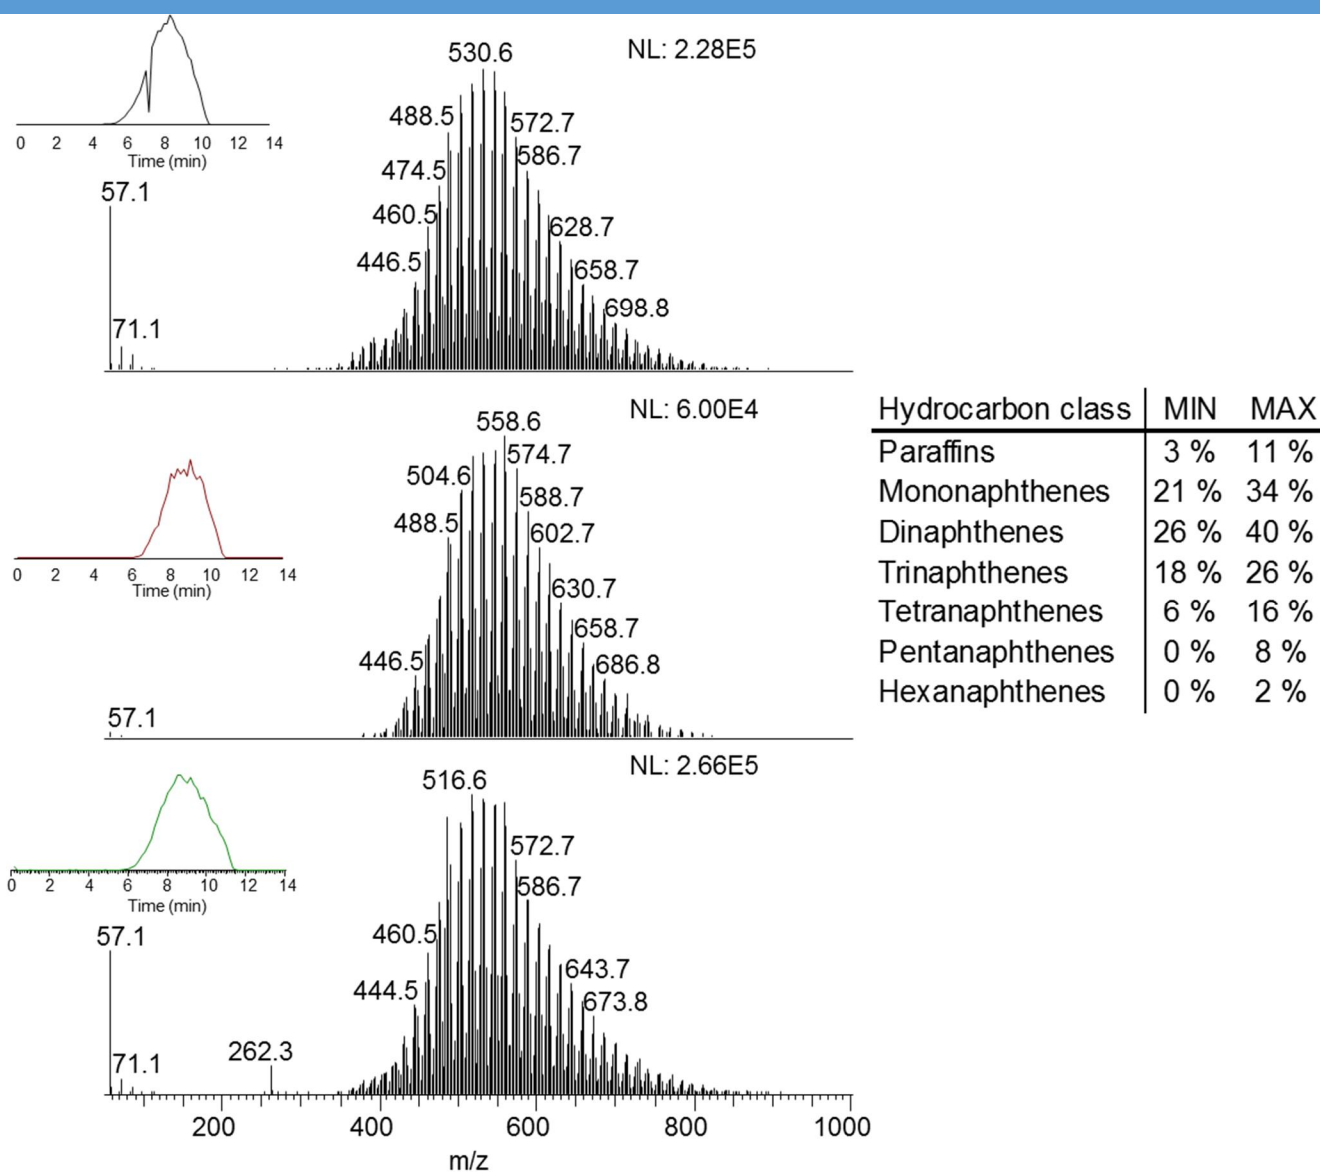 530.6
NL: 2.28E5
488.5
572.7
586.7
474.5
460.5
628.7
446.5
658.7
698.8
57.1
71.1
0 2 4 6 8 10 12 14
Time (min)
NL: 6.00E4
558.6
574.7
504.6
588.7
488.5
602.7
630.7
658.7
446.5
686.8
57.1
0 2 4 6 8 10 12 14
Time (min)
Hydrocarbon class MIN MAX
Paraffins 3 % 11 %
Mononaphthenes 21 % 34 %
Dinaphthenes 26 % 40 %
Trinaphthenes 18 % 26 %
Tetranaphthenes 6 % 16 %
Pentanaphthenes 0 % 8 %
Hexanaphthenes 0 % 2 %
NL: 2.66E5
516.6
572.7
586.7
460.5
643.7
444.5
673.8
57.1
262.3
71.1
0 2 4 6 8 10 12 14
Time (min)
200 400 600 800 1000
m/z